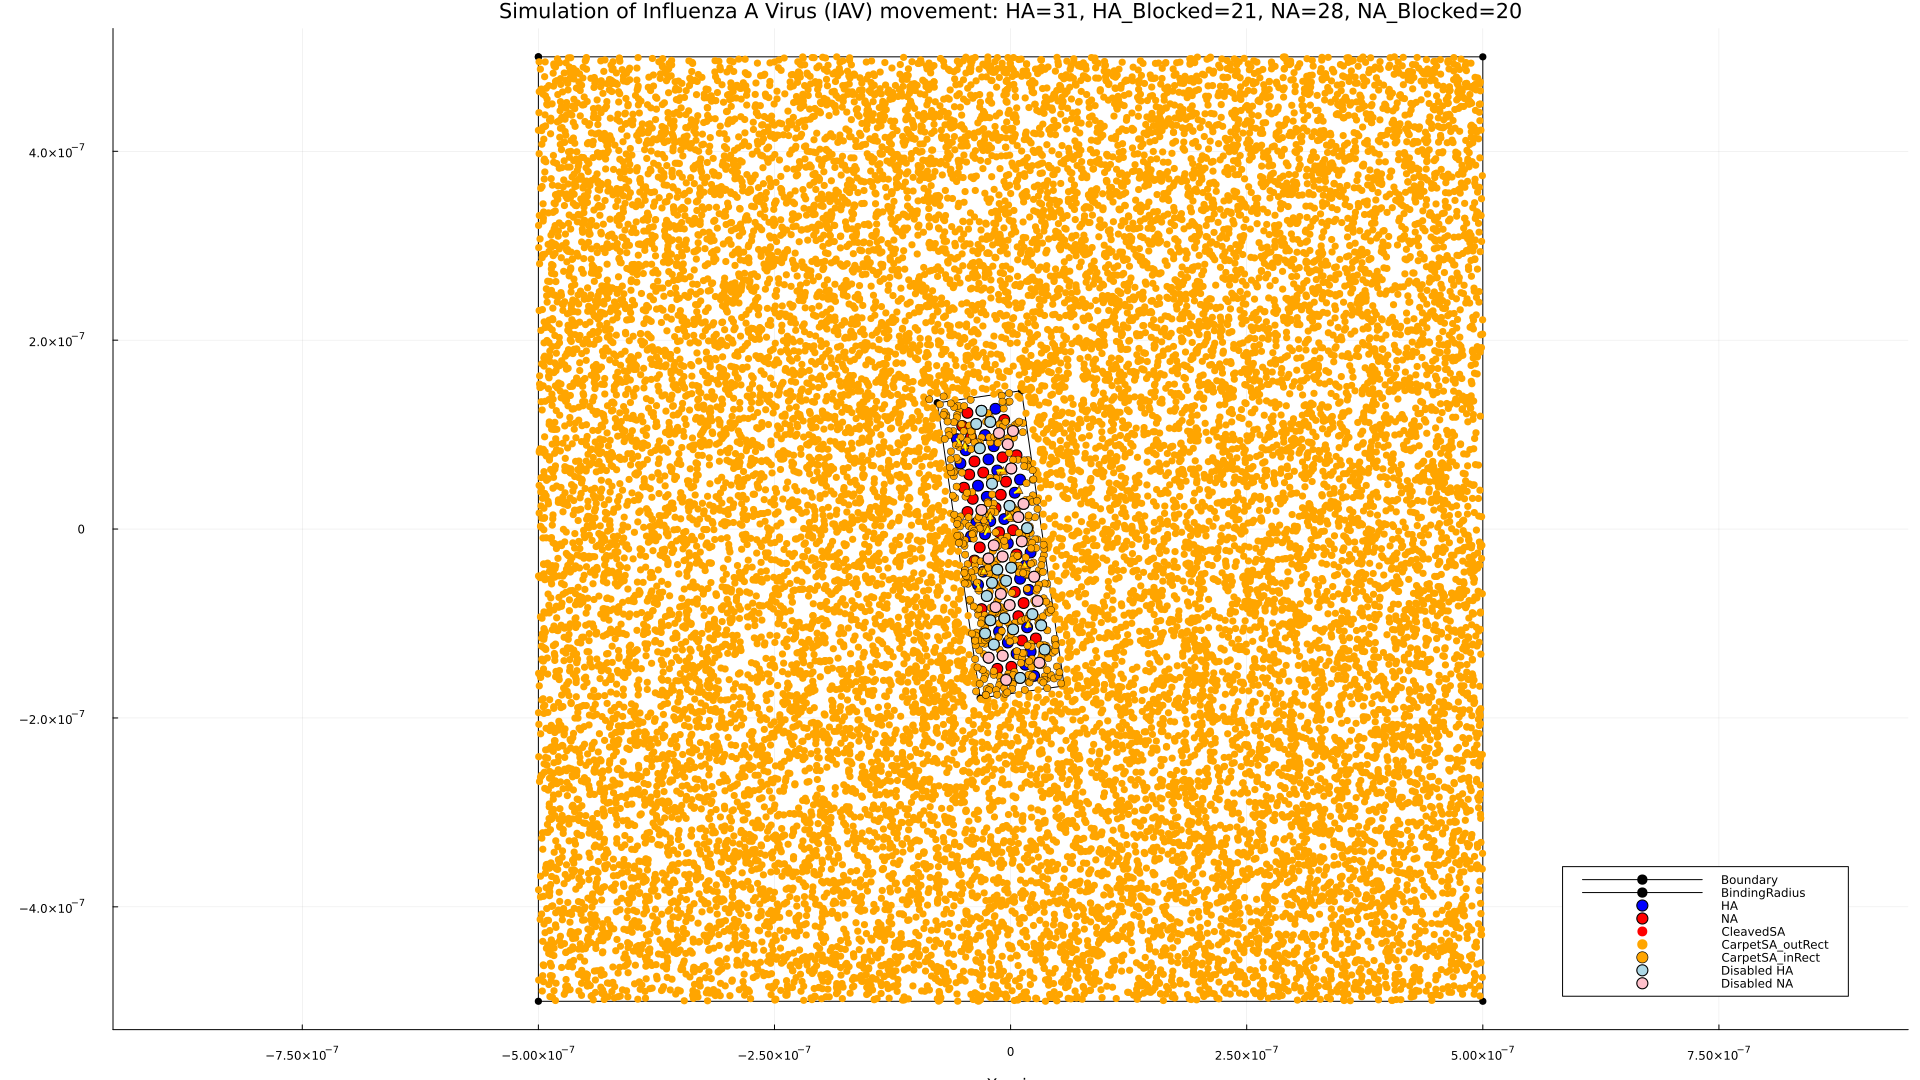 Simulation of Influenza A Virus (IAV) movement: HA=31, HA_Blocked=21, NA=28, NA_Blocked=20
4.0×10⁻⁷
2.0×10⁻⁷
0
−2.0×10⁻⁷
−4.0×10⁻⁷
−7.50×10⁻⁷
−5.00×10⁻⁷
−2.50×10⁻⁷
0
2.50×10⁻⁷
5.00×10⁻⁷
7.50×10⁻⁷
Boundary
BindingRadius
HA
NA
CleavedSA
CarpetSA_outRect
CarpetSA_inRect
Disabled HA
Disabled NA